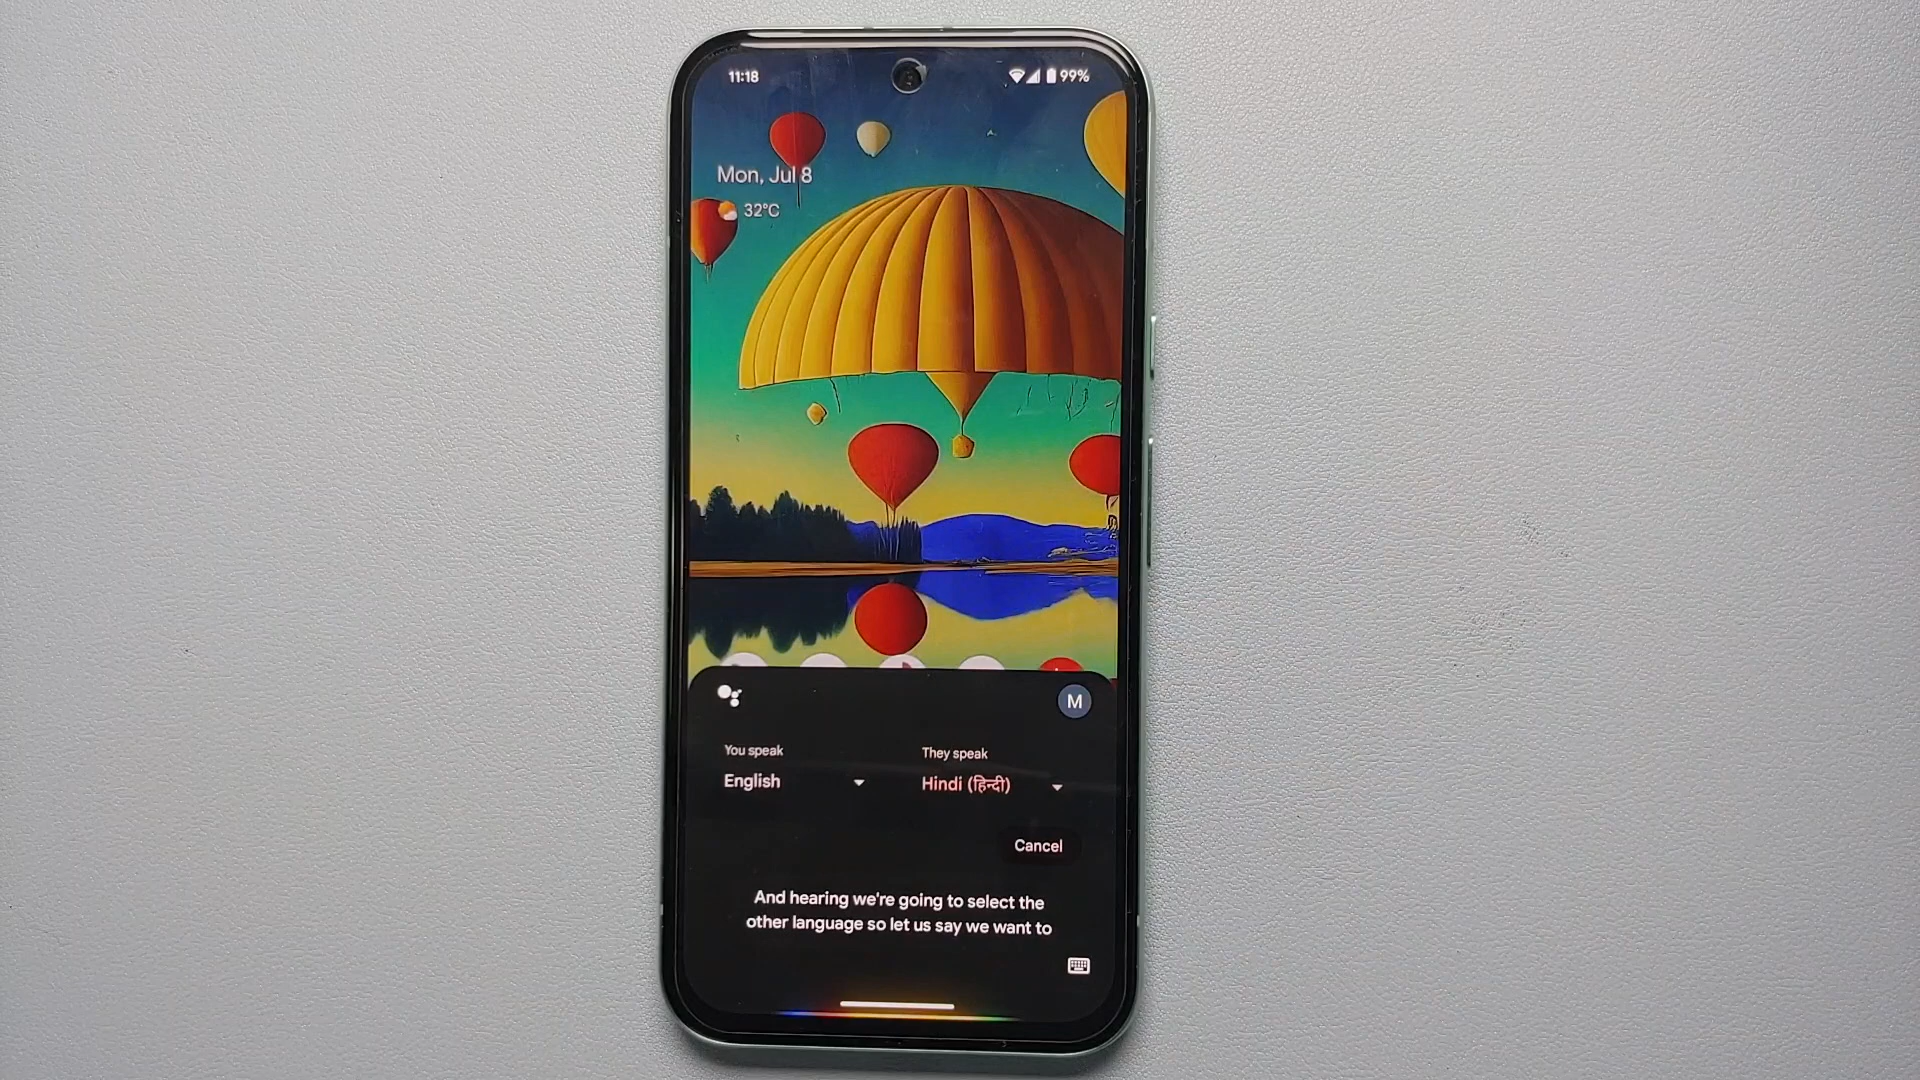 11:18
99%
Mon, Jul 8
32°C
M
You speak
They speak
English
Hindi (हिन्दी)
Cancel
And hearing we're going to select the
other language so let us say we want to